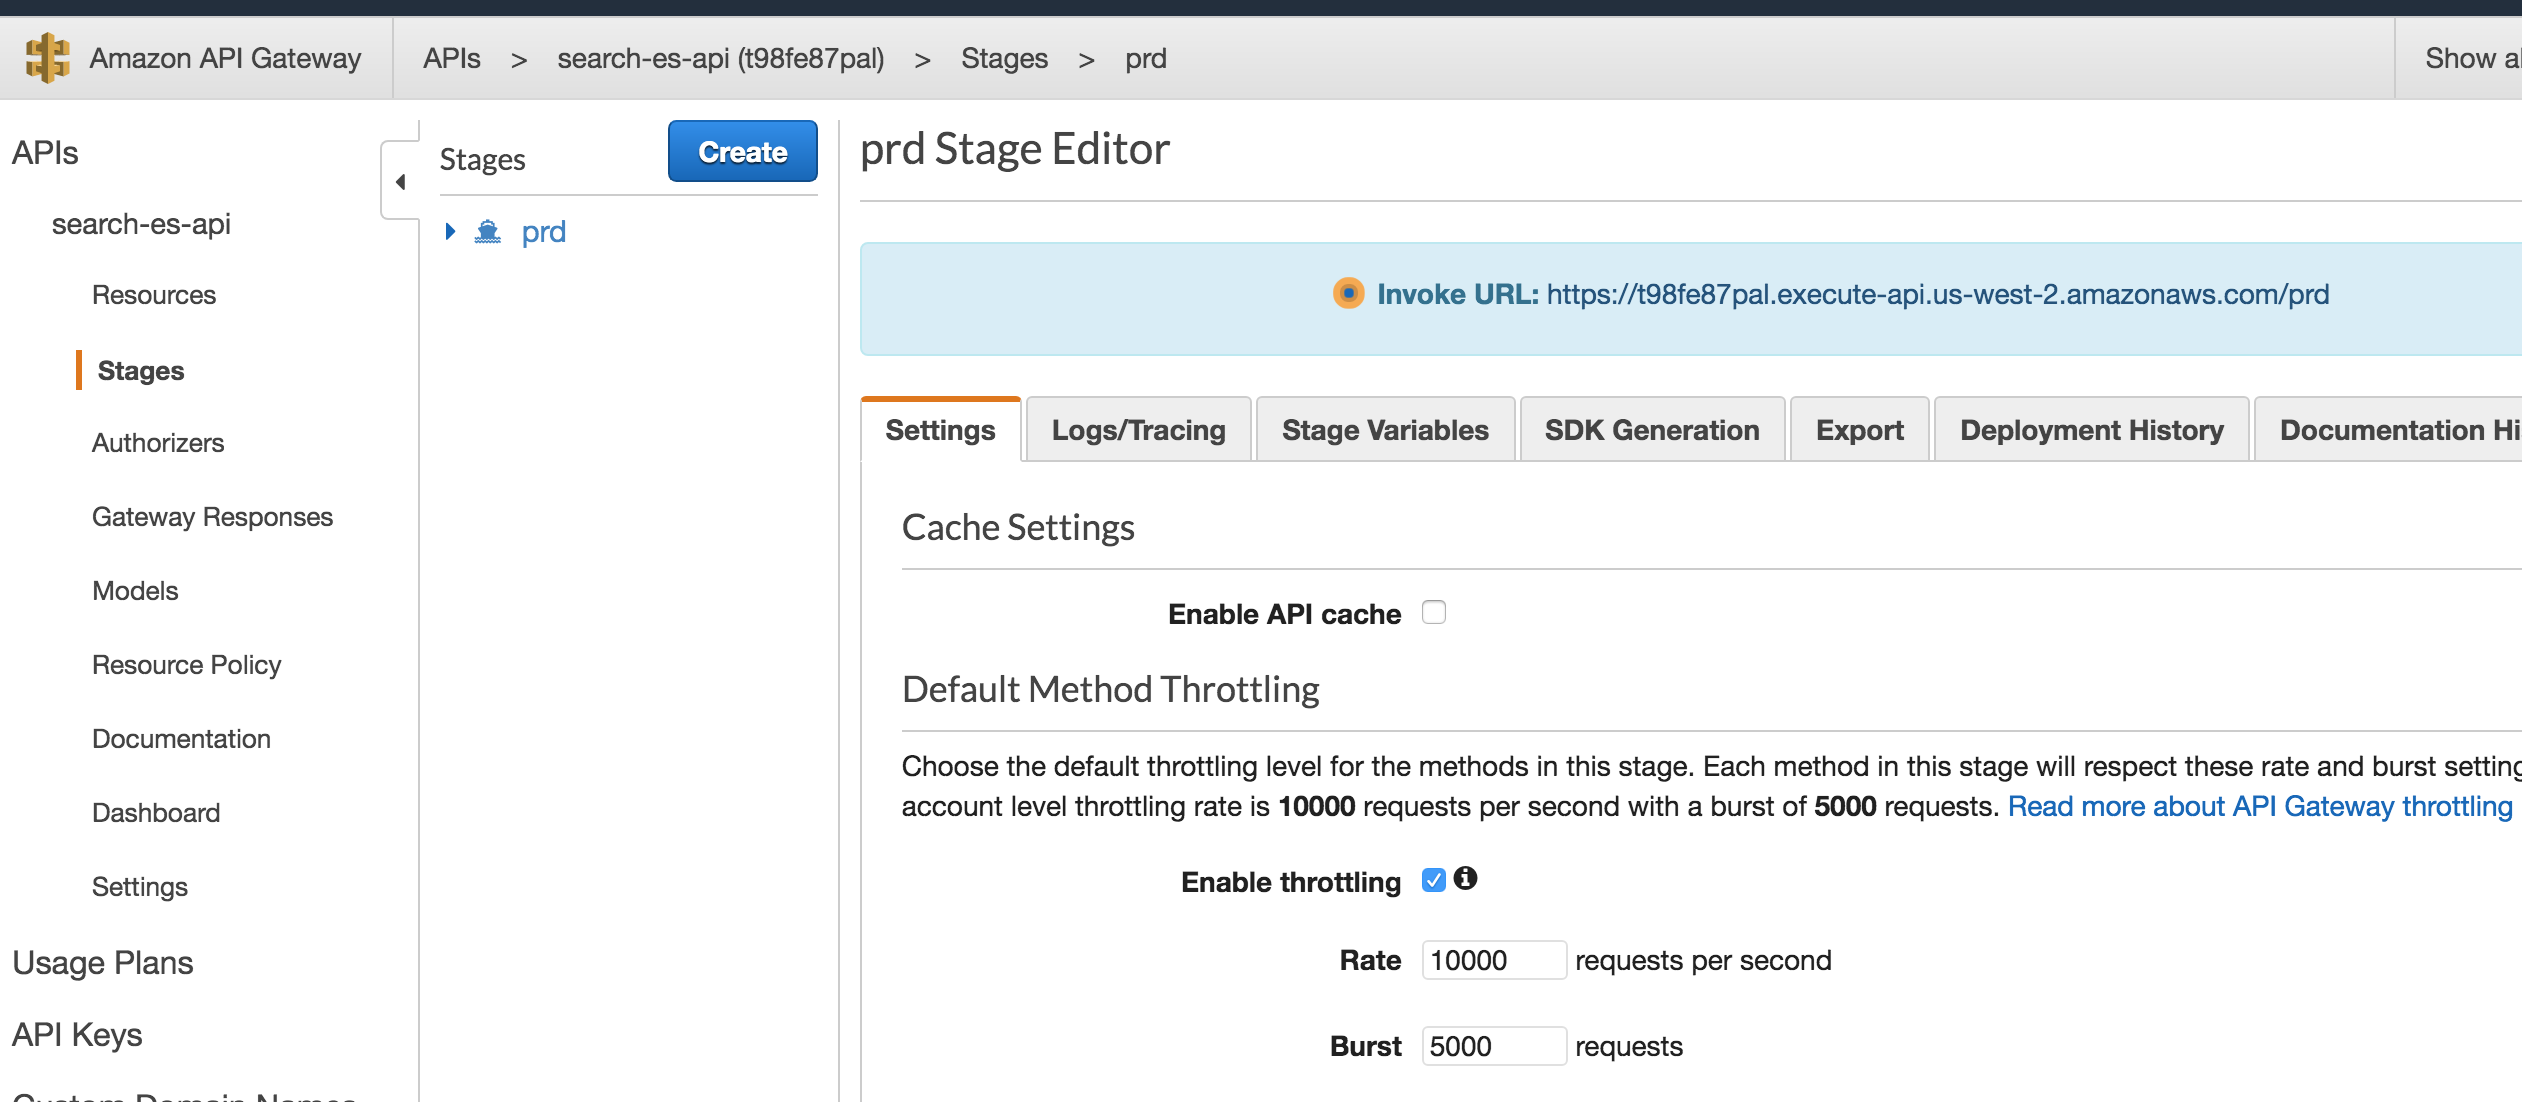 Amazon API Gateway
APIs > search-es-api (t98fe87pal) > Stages > prd
Show
APIs
search-es-api
Resources
Stages
Authorizers
Gateway Responses
Models
Resource Policy
Documentation
Dashboard
Settings
Usage Plans
API Keys
Custom Domain Names
Stages
Create
prd
prd Stage Editor
Invoke URL: https://t98fe87pal.execute-api.us-west-2.amazonaws.com/prd
Settings
Logs/Tracing
Stage Variables
SDK Generation
Export
Deployment History
Documentation
Cache Settings
Enable API cache
Default Method Throttling
Choose the default throttling level for the methods in this stage. Each method in this stage will respect these rate and burst
account level throttling rate is 10000 requests per second with a burst of 5000 requests. Read more about API Gateway throttling
Enable throttling
Rate 10000 requests per second
Burst 5000 requests